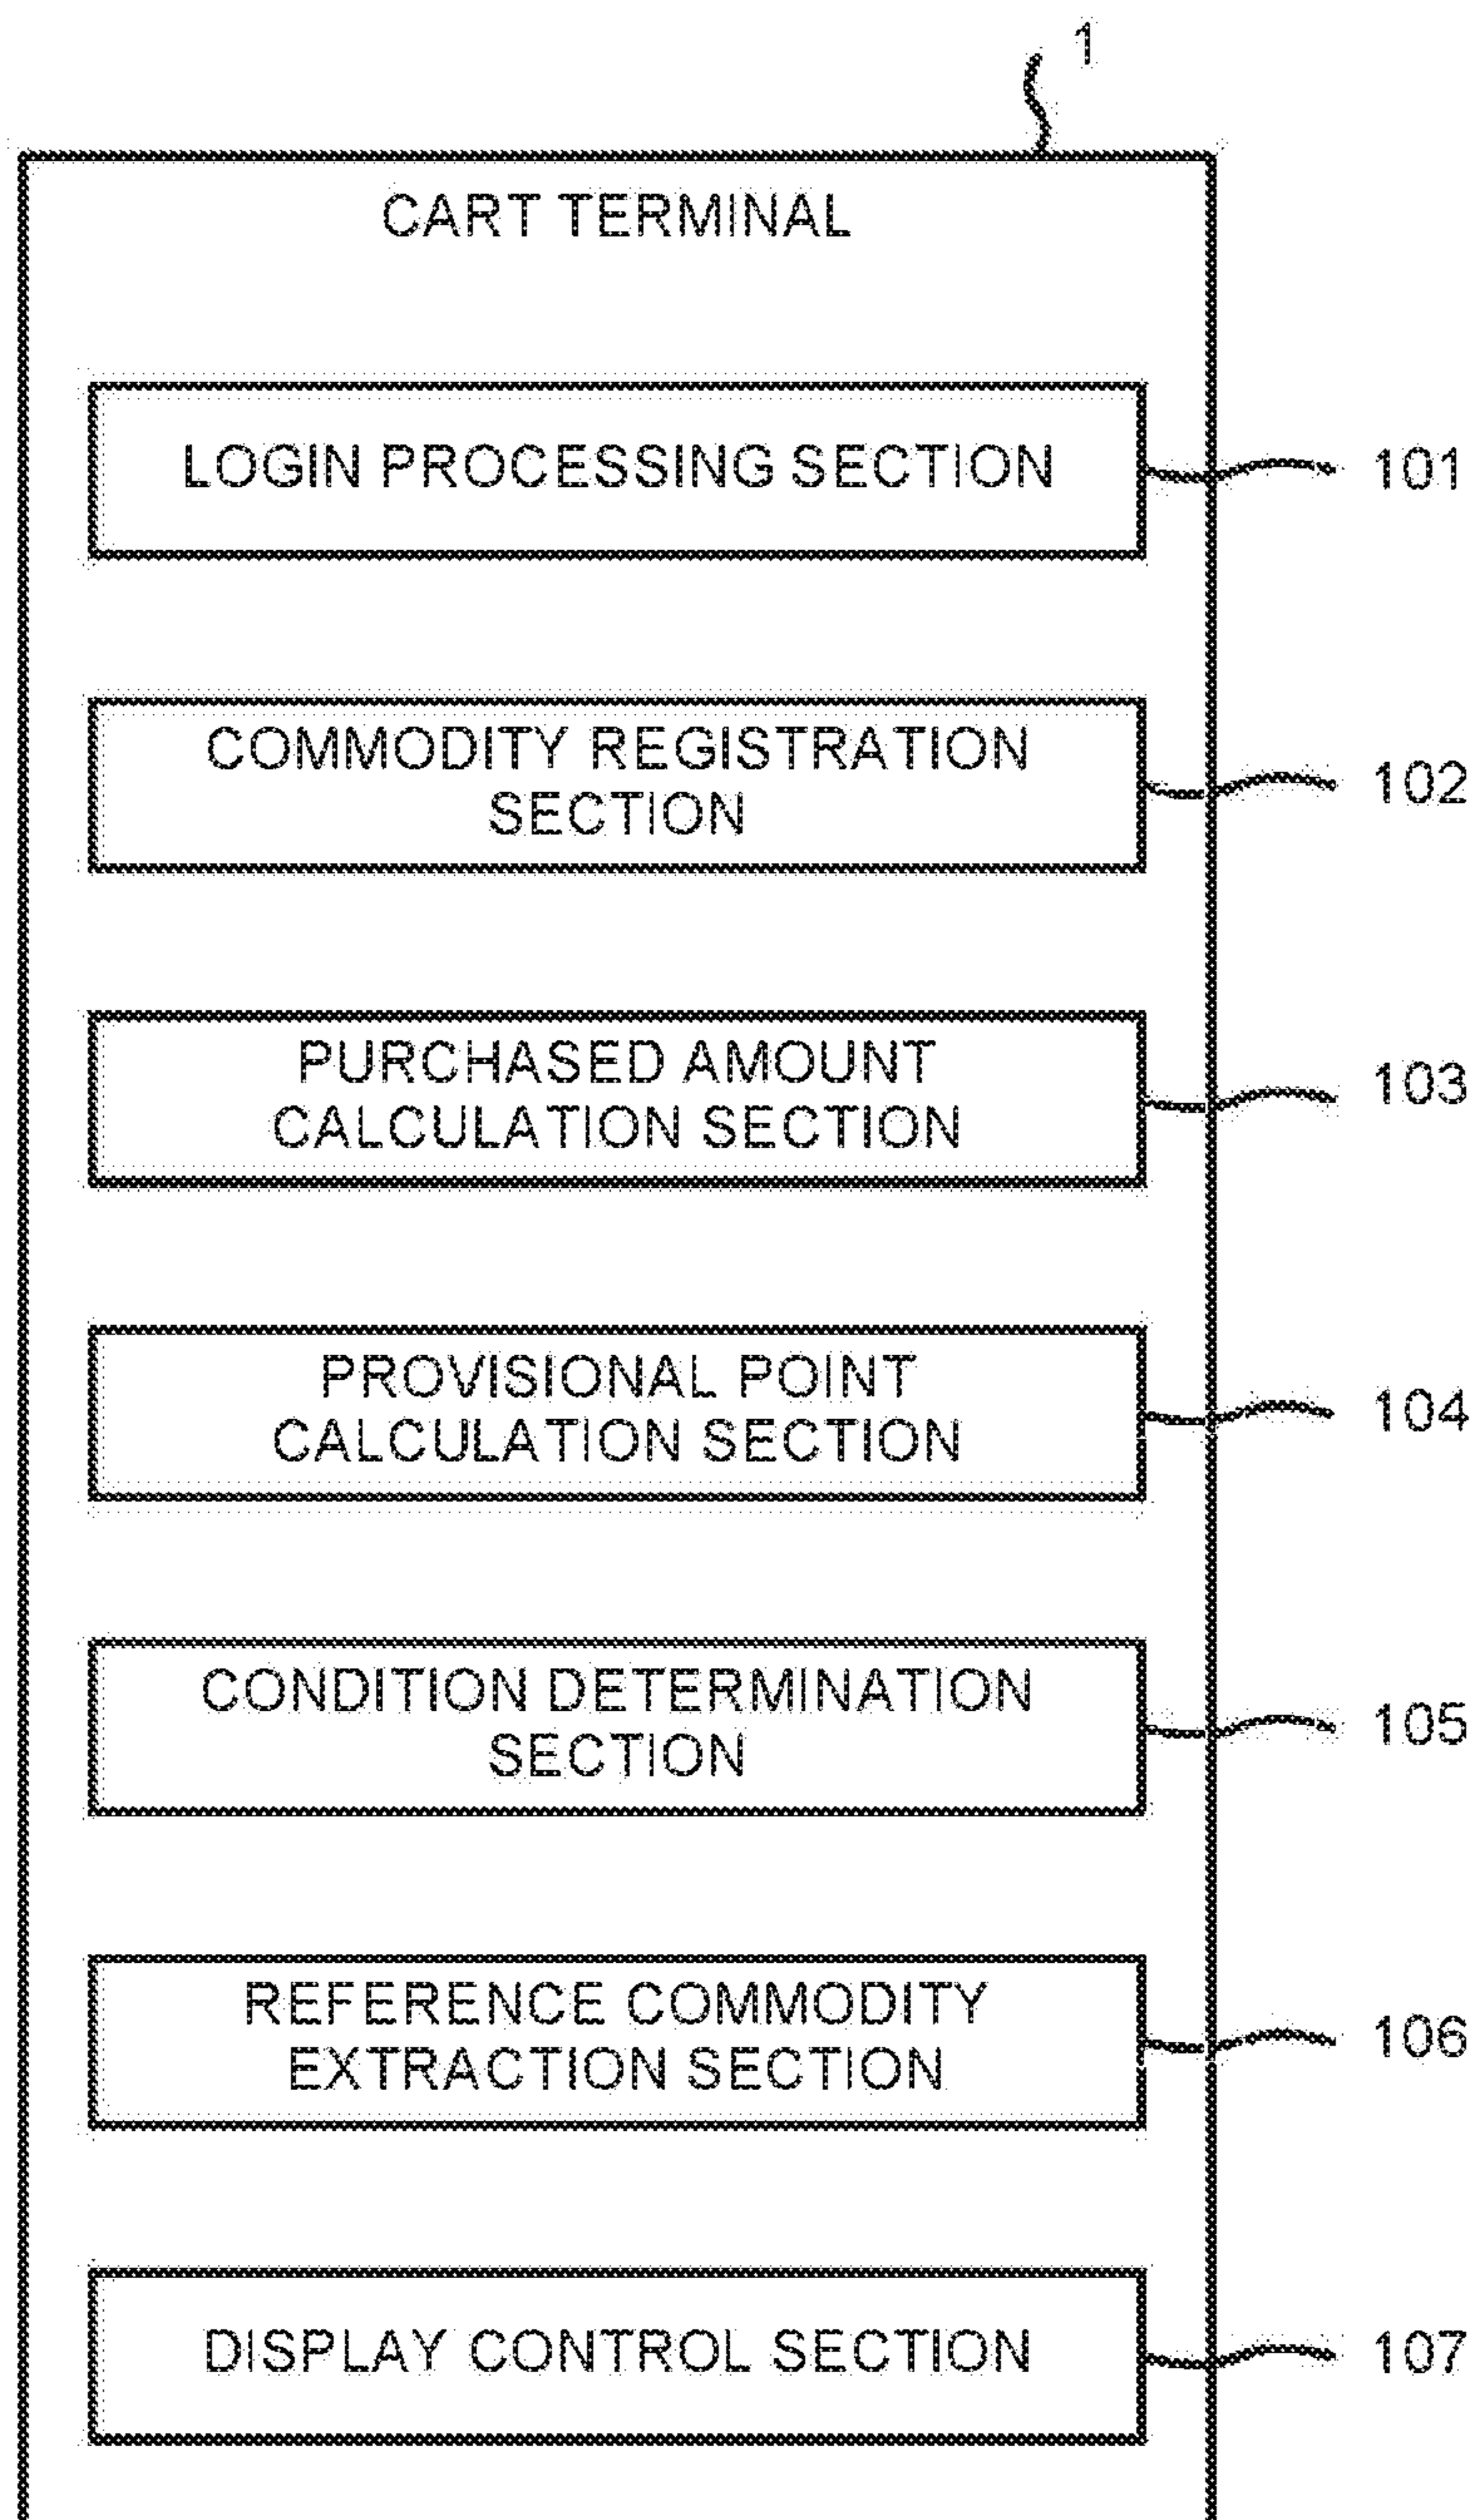 1
CART TERMINAL
LOGIN PROCESSING SECTION
101
COMMODITY REGISTRATION
SECTION
102
PURCHASED AMOUNT
CALCULATION SECTION
103
PROVISIONAL POINT
CALCULATION SECTION
104
CONDITION DETERMINATION
SECTION
105
REFERENCE COMMODITY
EXTRACTION SECTION
106
DISPLAY CONTROL SECTION
107